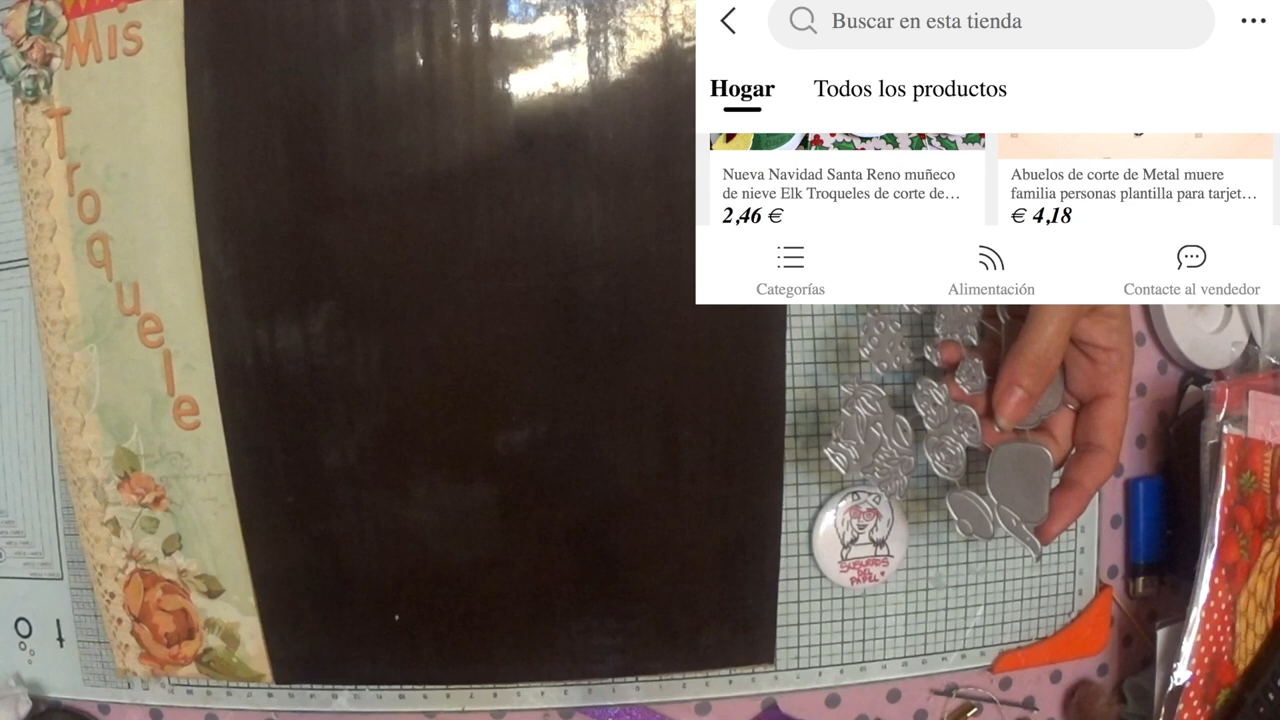 Mis
Troquele
Buscar en esta tienda
Hogar
Todos los productos
Nueva Navidad Santa Reno muñeco
de nieve Elk Troqueles de corte de…
2,46 €
Abuelos de corte de Metal muere
familia personas plantilla para tarjet…
€ 4,18
Categorías
Alimentación
Contacte al vendedor
SUSURROS
DEL
PAPEL